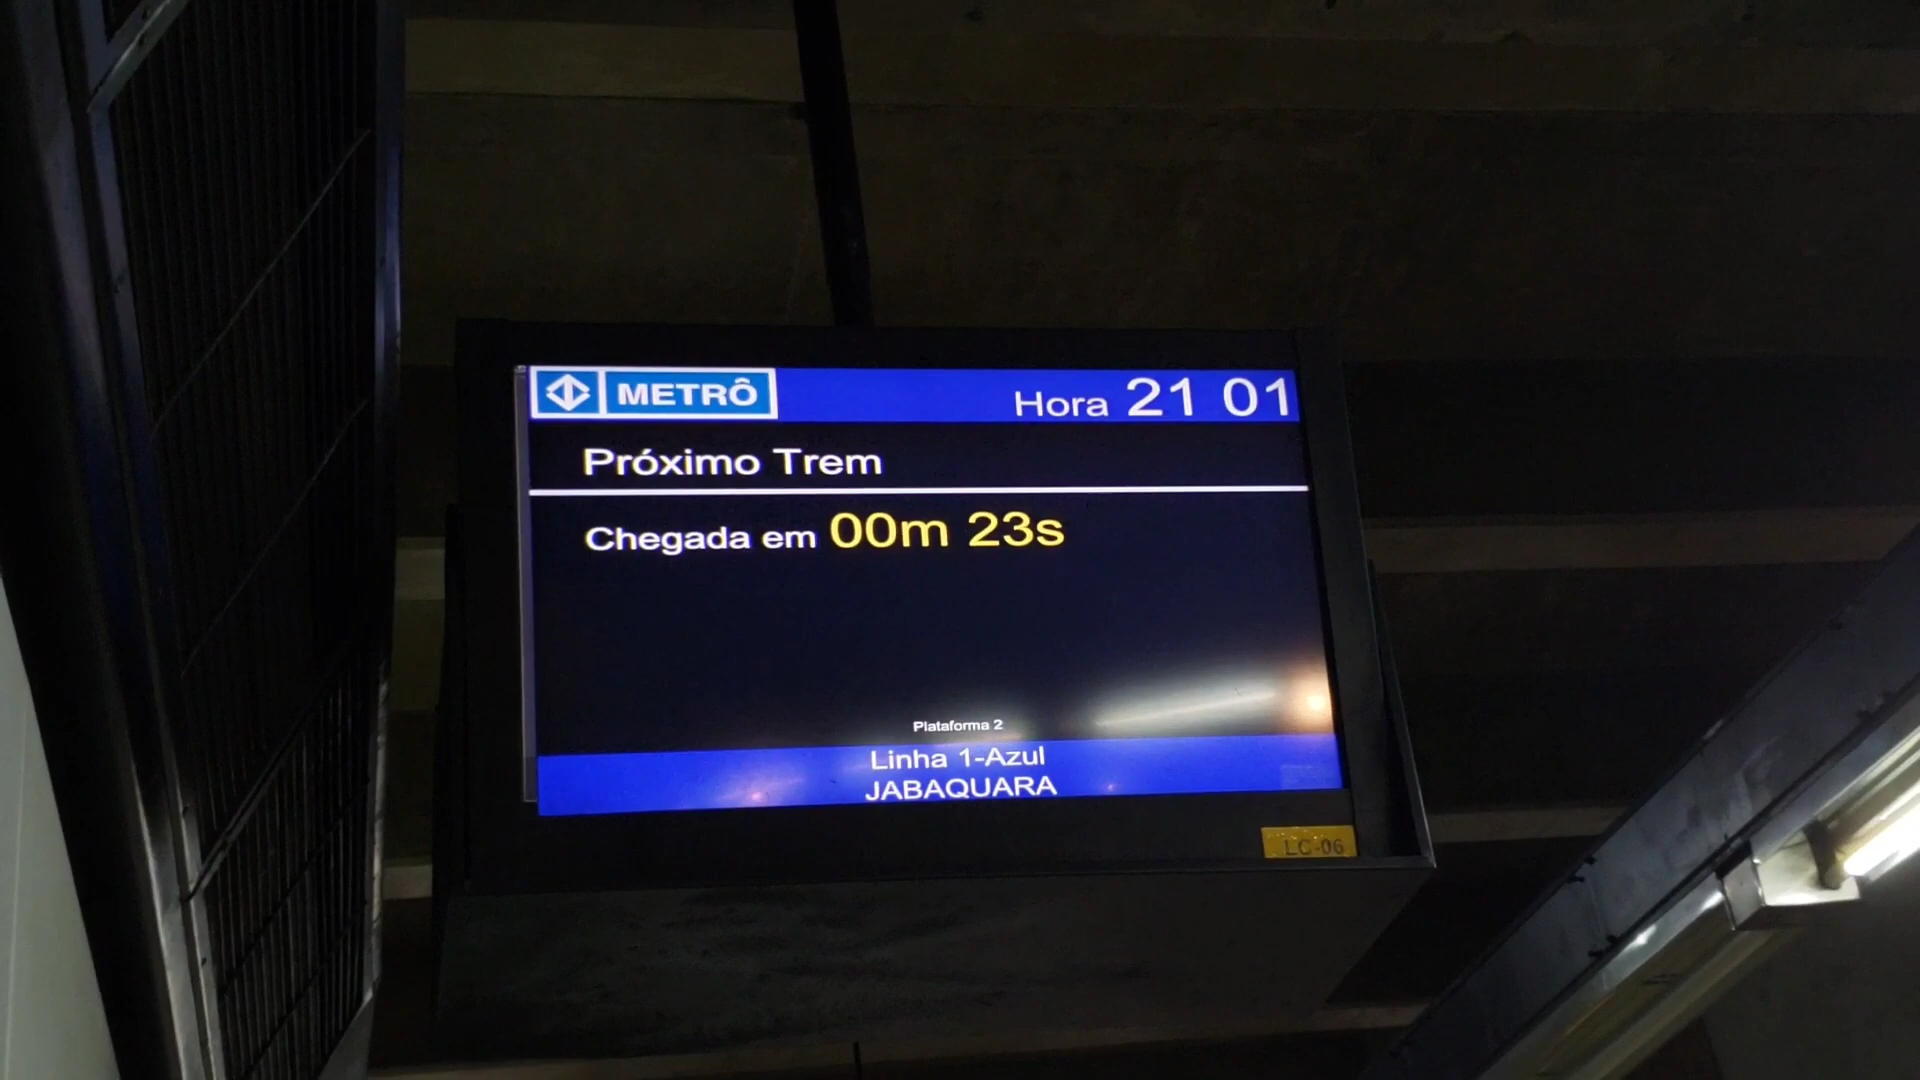 METRÔ
Hora 21 01
Próximo Trem
Chegada em 00m 23s
Plataforma 2
Linha 1-Azul
JABAQUARA
LC-06